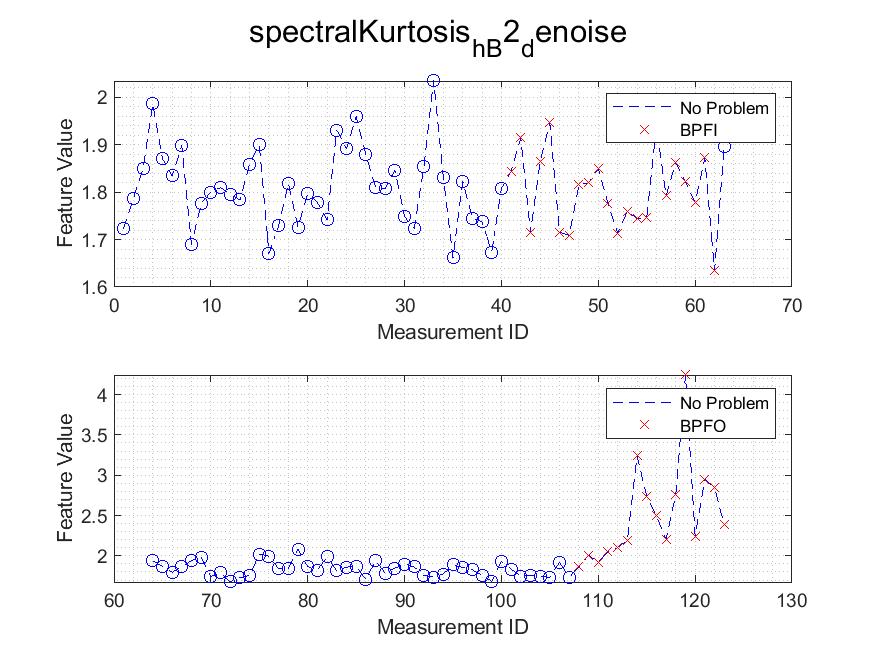 spectralKurtosis_hB2_denoise
2
1.9
1.8
1.7
1.6
Feature Value
No Problem
BPFI
0 10 20 30 40 50 60 70
Measurement ID
4
3.5
3
2.5
2
Feature Value
No Problem
BPFO
60 70 80 90 100 110 120 130
Measurement ID